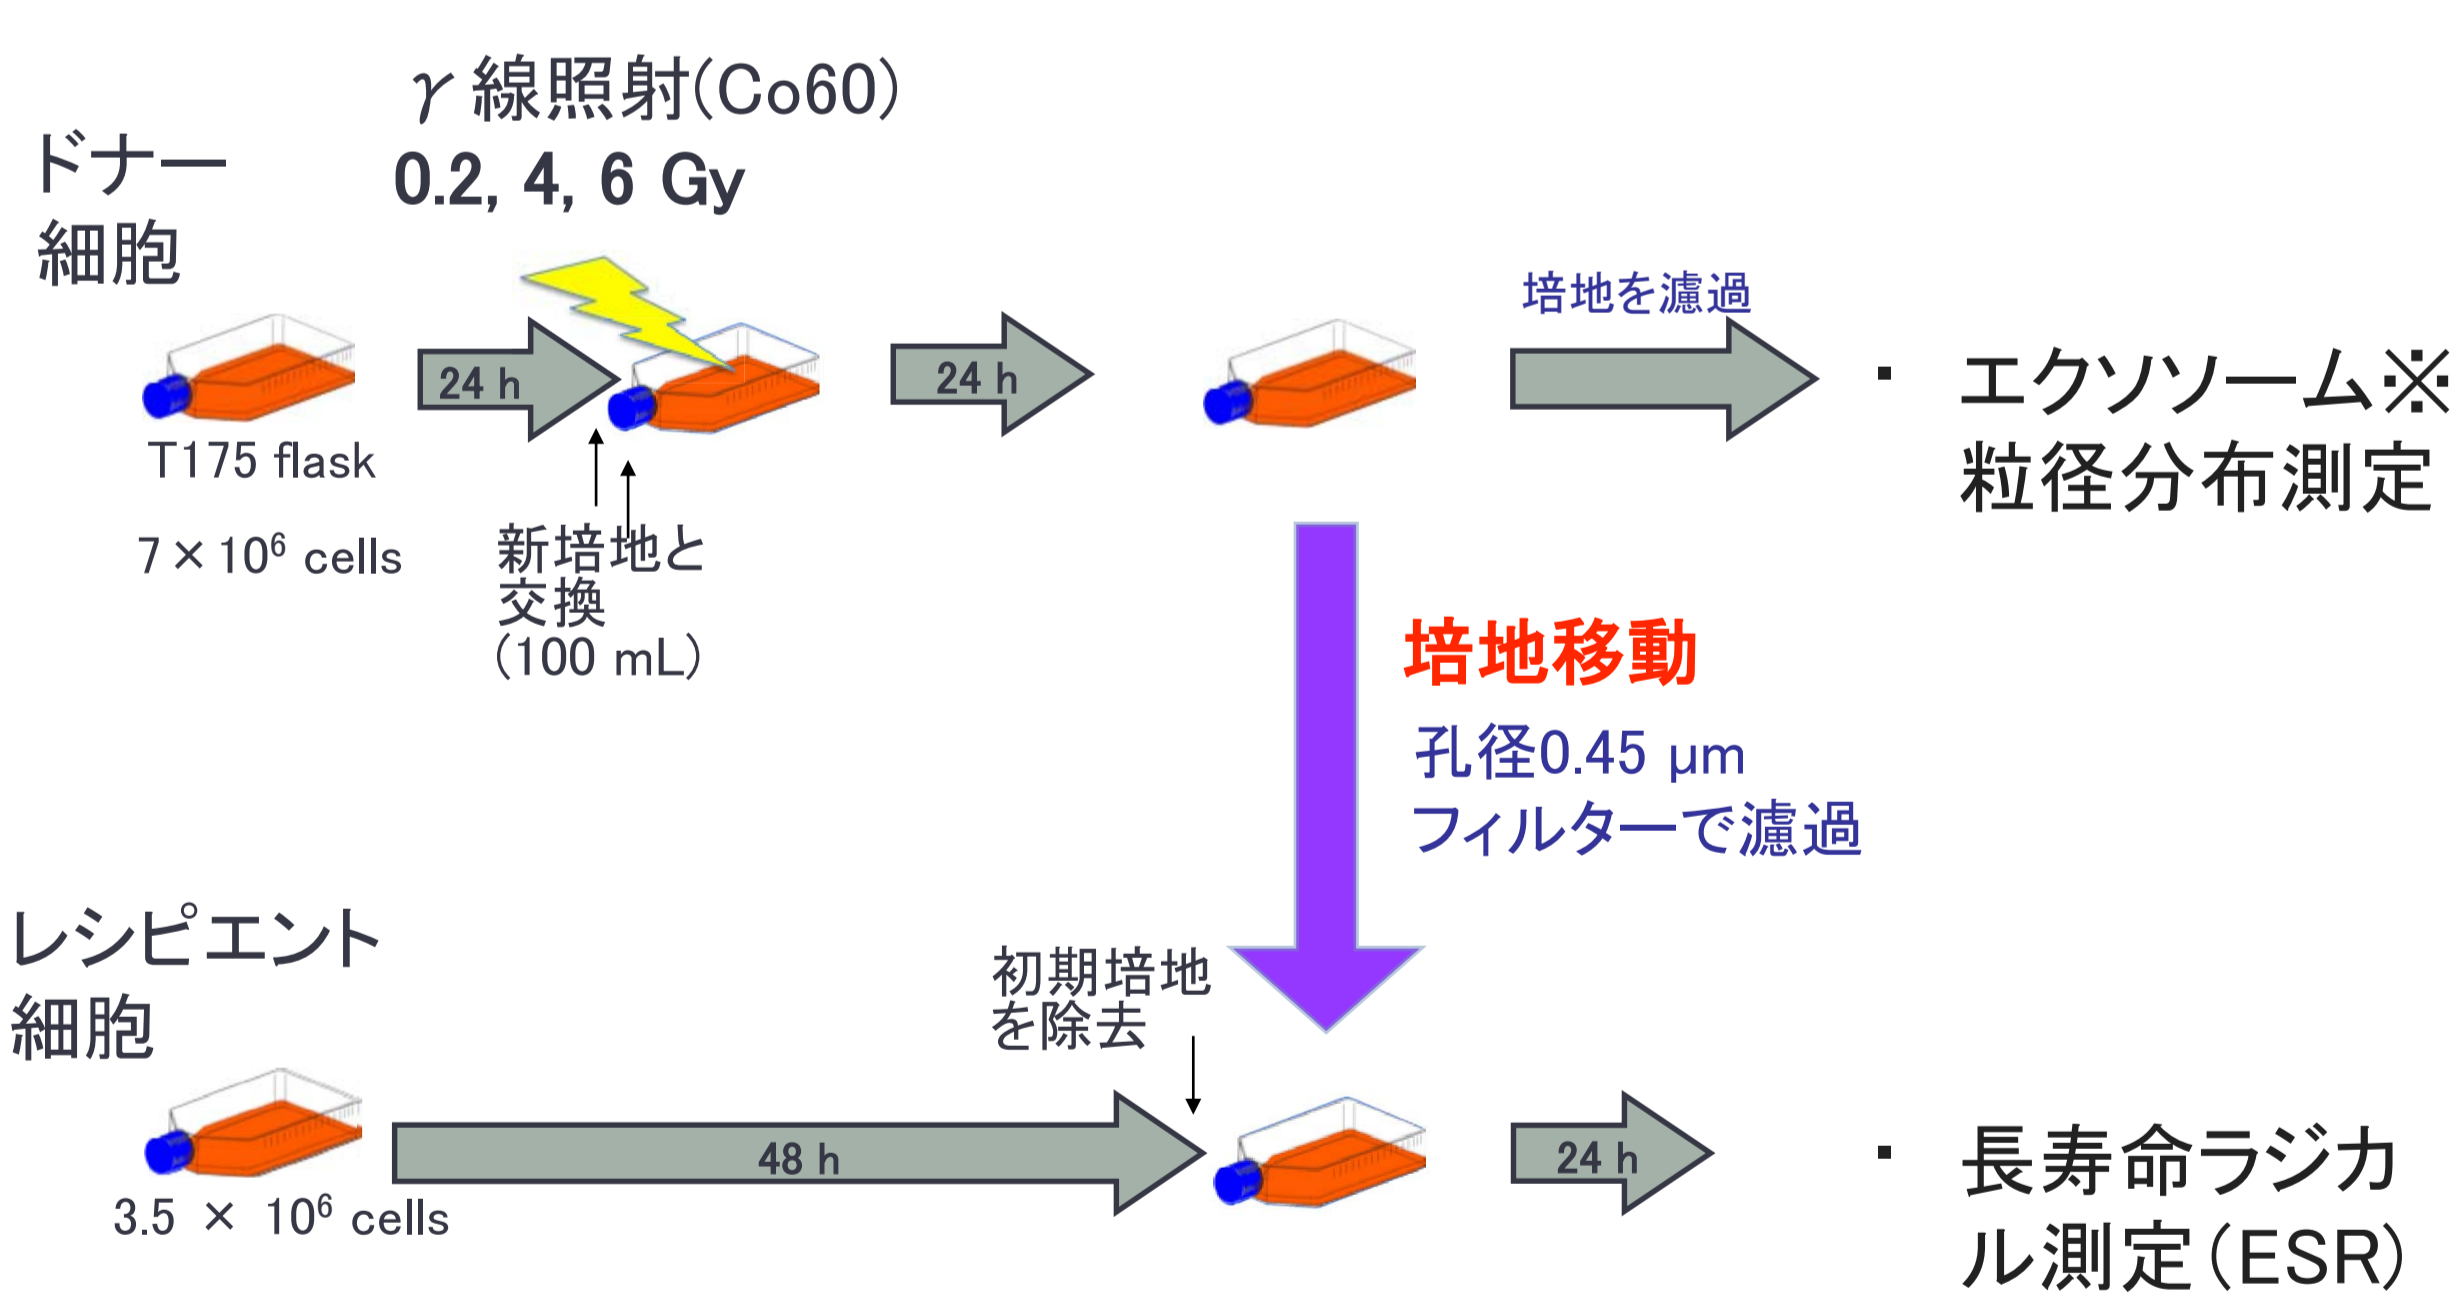 γ線照射(Co60)
0.2, 4, 6 Gy
ドナー
細胞
24 h
24 h
培地を濾過
・ エクソソーム※
粒径分布測定
T175 flask
7×10⁶ cells
新培地と
交換
(100 mL)
培地移動
孔径0.45 μm
フィルターで濾過
レシピエント
細胞
初期培地
を除去
48 h
24 h
3.5 × 10⁶ cells
・ 長寿命ラジカ
ル測定(ESR)